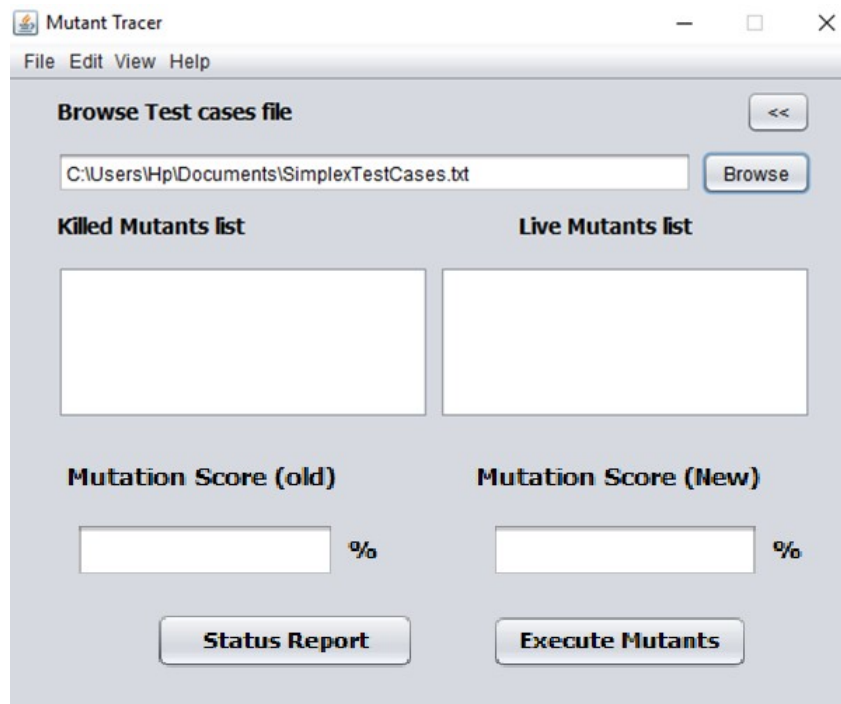 Mutant Tracer
File Edit View Help
Browse Test cases file
<<
C:\Users\Hp\Documents\SimplexTestCases.txt
Browse
Killed Mutants list
Live Mutants list
Mutation Score (old)
Mutation Score (New)
%
%
Status Report
Execute Mutants